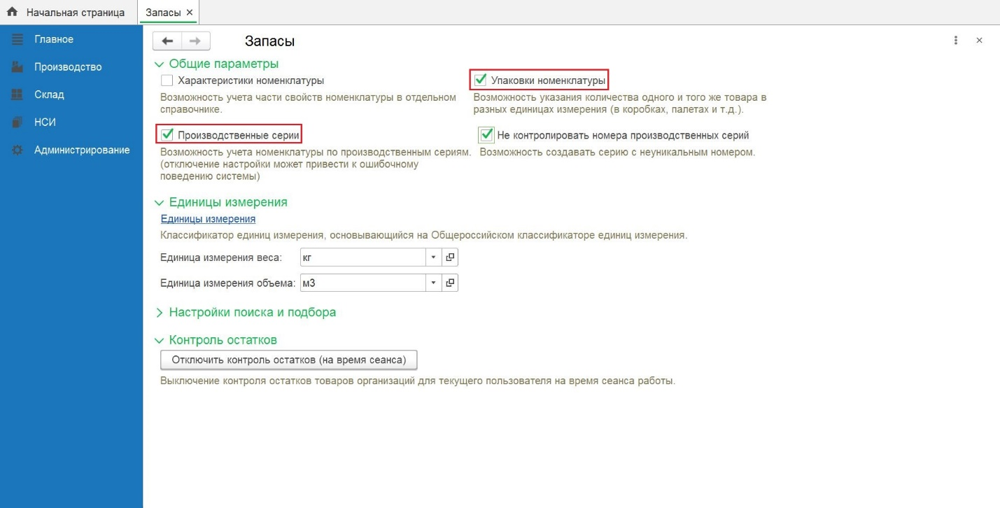 Начальная страница
Запасы ×
Главное
Производство
Склад
НСИ
Администрирование
Запасы
Общие параметры
Характеристики номенклатуры
Возможность учета части свойств номенклатуры в отдельном
справочнике.
Упаковки номенклатуры
Возможность указания количества одного и того же товара в
разных единицах измерения (в коробках, палетах и т.д.).
Производственные серии
Возможность учета номенклатуры по производственным сериям.
(отключение настройки может привести к ошибочному
поведению системы)
Не контролировать номера производственных серий
Возможность создавать серию с неуникальным номером.
Единицы измерения
Единицы измерения
Классификатор единиц измерения, основывающийся на Общероссийском классификаторе единиц измерения.
Единица измерения веса: кг
Единица измерения объема: м3
Настройки поиска и подбора
Контроль остатков
Отключить контроль остатков (на время сеанса)
Выключение контроля остатков товаров организаций для текущего пользователя на время сеанса работы.